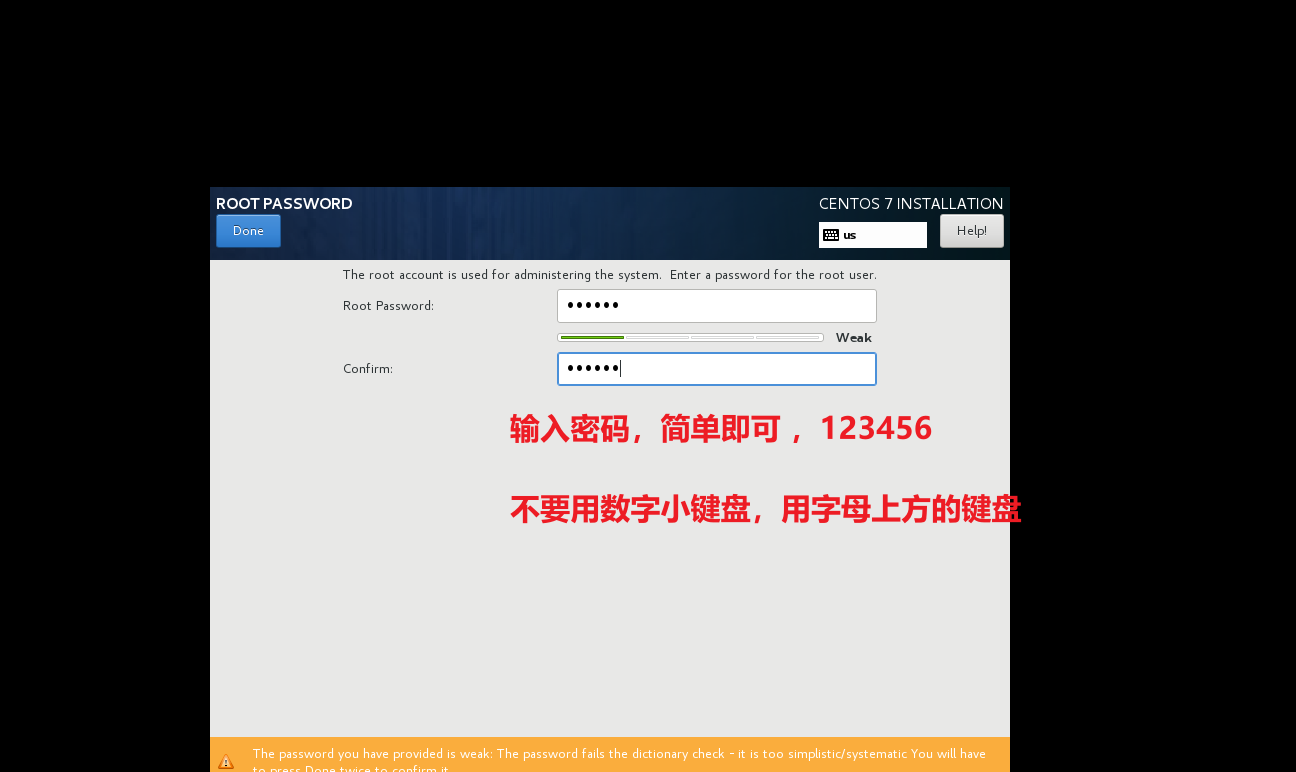 ROOT PASSWORD
CENTOS 7 INSTALLATION
Done
us
Help!
The root account is used for administering the system.  Enter a password for the root user.
Root Password:
••••••
Weak
Confirm:
••••••
输入密码，简单即可 ，123456
不要用数字小键盘，用字母上方的键盘
The password you have provided is weak: The password fails the dictionary check - it is too simplistic/systematic You will have
to press Done twice to confirm it.